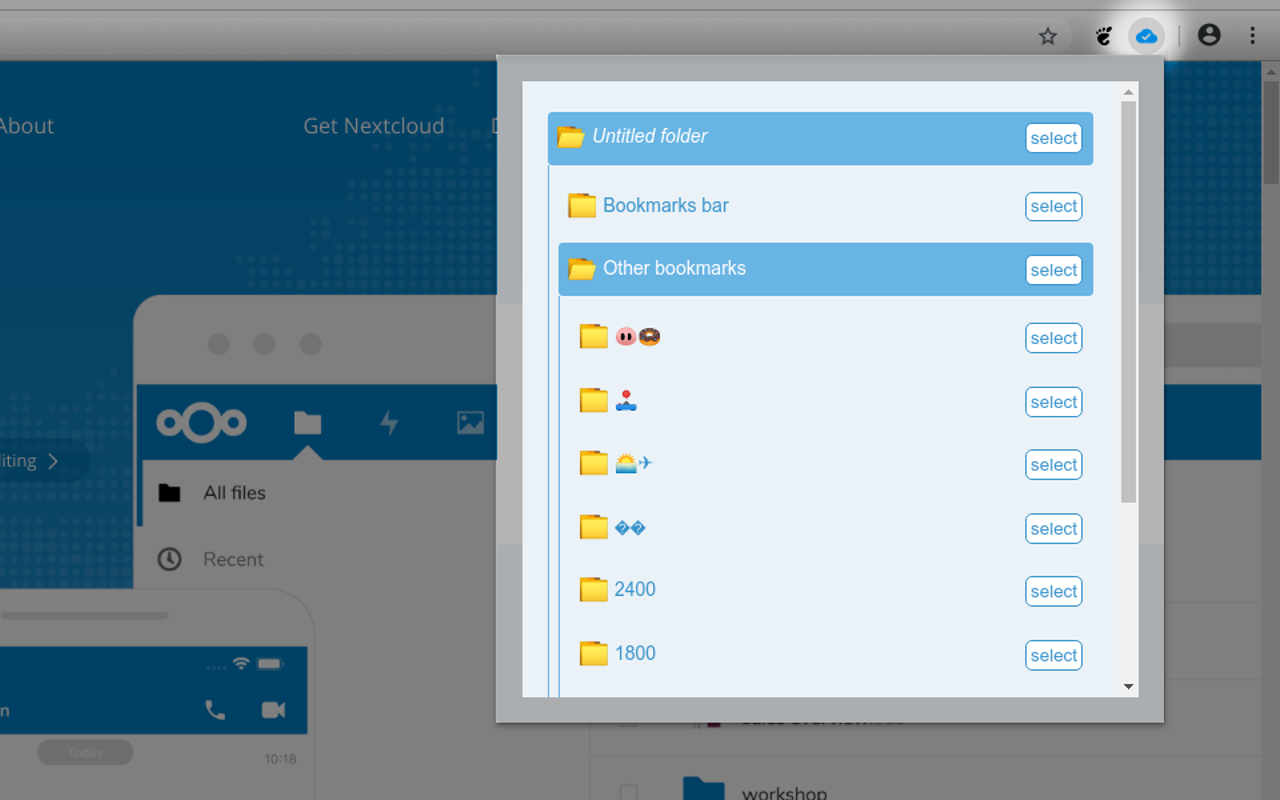 About
Get Nextcloud
Untitled folder
select
Bookmarks bar
select
Other bookmarks
select
🐽🍩
select
🕹️
select
🌅✈
select
��
select
2400
select
1800
select
iting
All files
Recent
n
Today
10:18
workshop